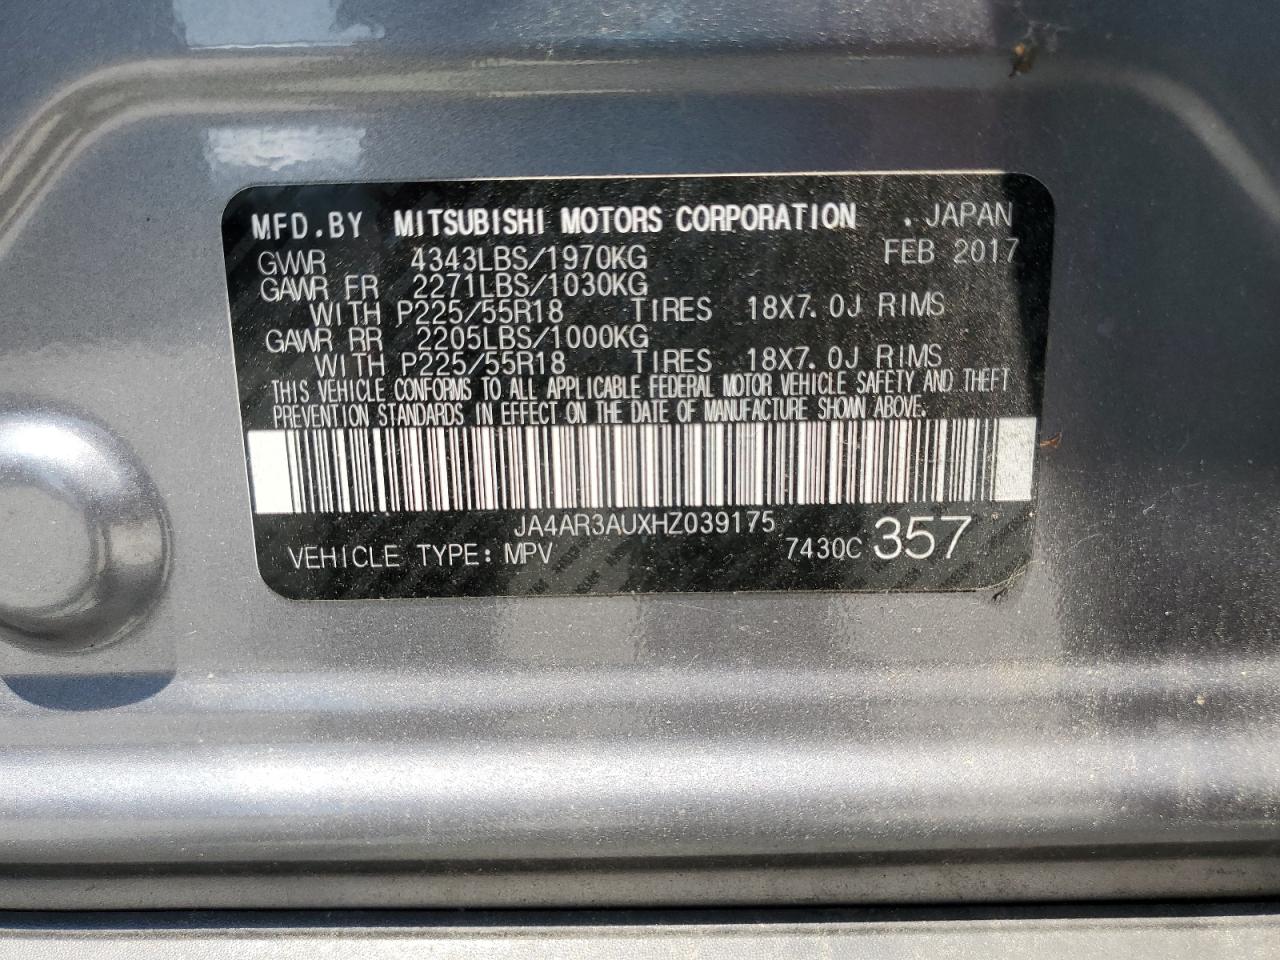 MFD.BY MITSUBISHI MOTORS CORPORATION . JAPAN
GWWR 4343LBS/1970KG FEB 2017
GAWR FR 2271LBS/1030KG
WITH P225/55R18 TIRES 18X7.0J RIMS
GAWR RR 2205LBS/1000KG
WITH P225/55R18 TIRES 18X7.0J RIMS
THIS VEHICLE CONFORMS TO ALL APPLICABLE FEDERAL MOTOR VEHICLE SAFETY AND THEFT
PREVENTION STANDARDS IN EFFECT ON THE DATE OF MANUFACTURE SHOWN ABOVE.
JA4AR3AUXHZ039175
VEHICLE TYPE: MPV 7430C 357